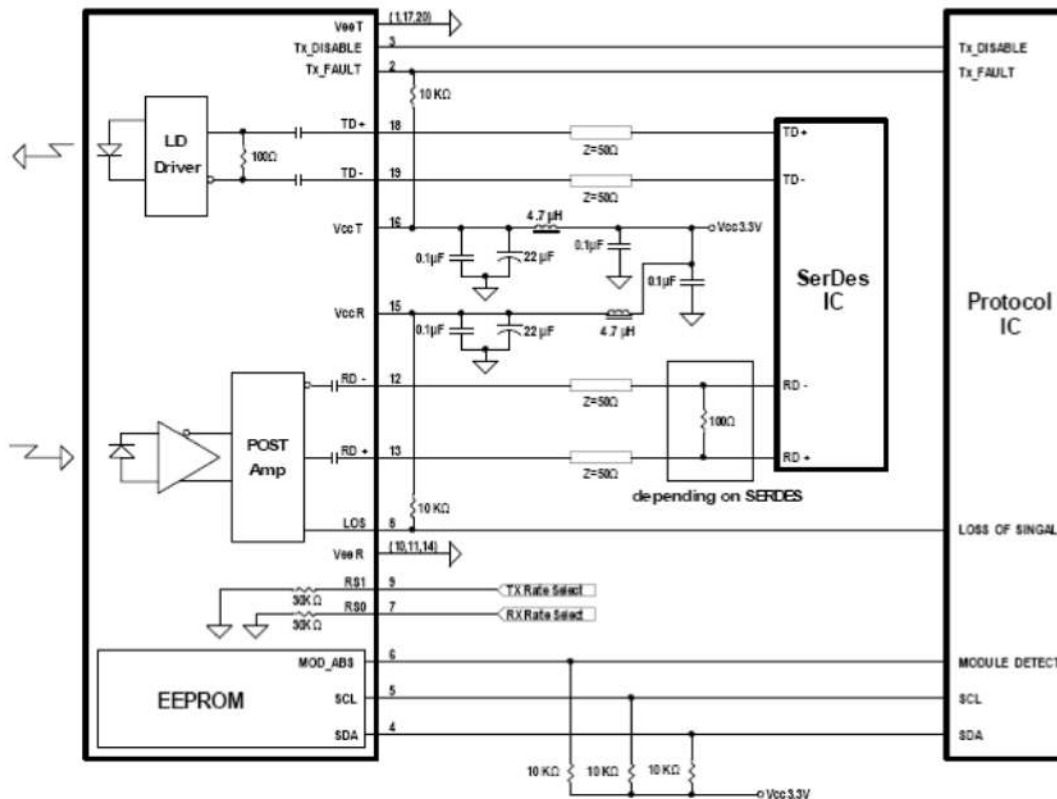 VeeT (1,17,20)
Tx_DISABLE 3 Tx_DISABLE
Tx_FAULT 2 Tx_FAULT
10 KΩ
TD+ 18 TD+
LD
Driver
100Ω
Z=50Ω
TD- 19 TD-
Z=50Ω
4.7 µH
VccT 16 Vcc3.3V
0.1µF 22 µF 0.1µF
0.1µF
SerDes
IC
Protocol
IC
VccR 15
0.1µF 22 µF 4.7 µH
RD - 12 RD -
Z=50Ω
100Ω
POST
Amp
RD + 13 RD +
Z=50Ω
depending on SERDES
10 KΩ
LOS 8 LOSS OF SINGAL
VeeR (10,11,14)
RS1 9 TX Rate Select
30KΩ
RS0 7 RX Rate Select
30KΩ
MOD_ABS 6 MODULE DETECT
EEPROM
SCL 5 SCL
SDA 4 SDA
10 KΩ 10 KΩ 10 KΩ
Vcc3.3V